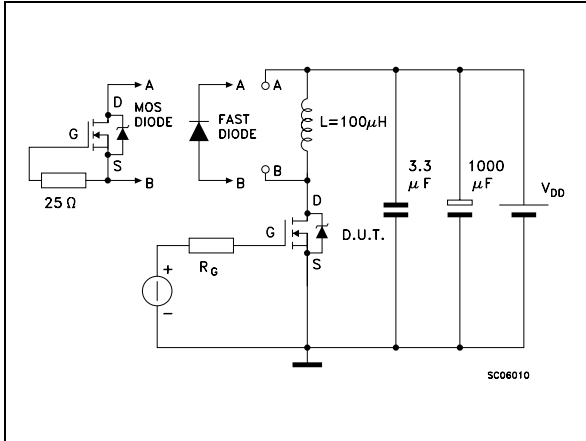 A
D
MOS
DIODE
G
S
B
25 Ω
A
FAST
DIODE
B
A
B
L=100μH
D
G
S
D.U.T.
RG
+
−
3.3
μF
1000
μF
VDD
SC06010